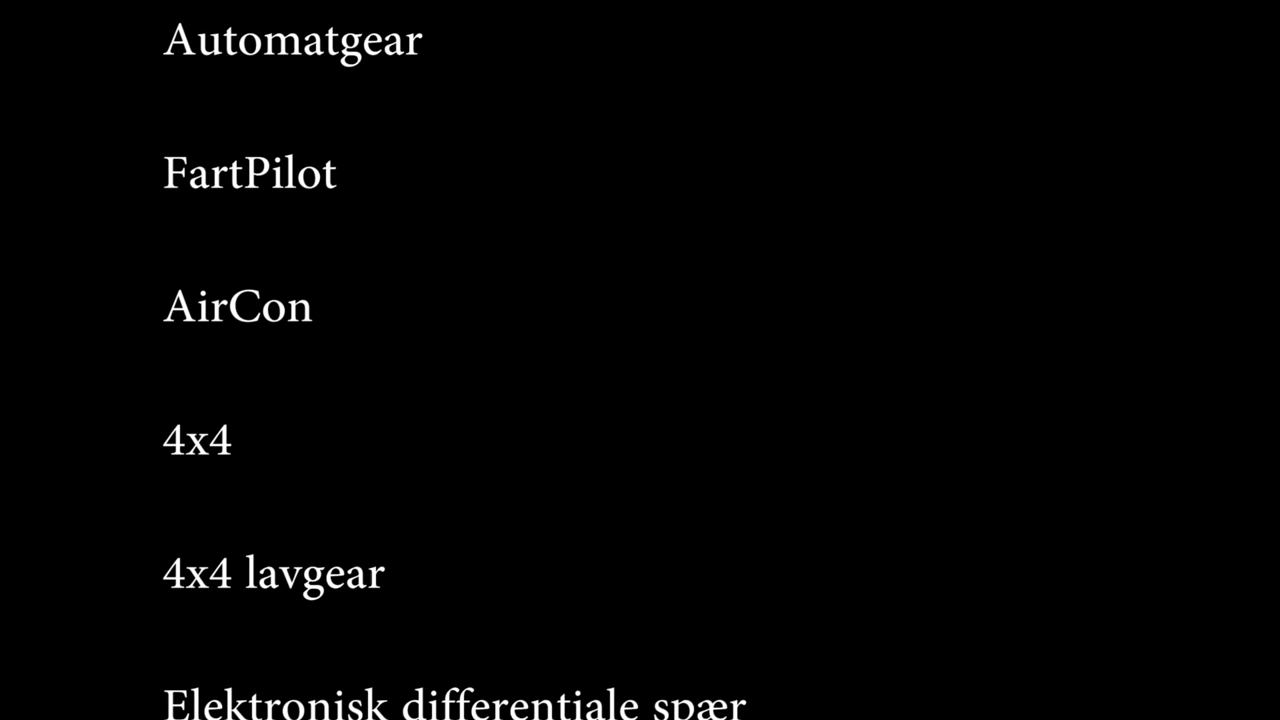 Automatgear
FartPilot
AirCon
4x4
4x4 lavgear
Elektronisk differentiale spær